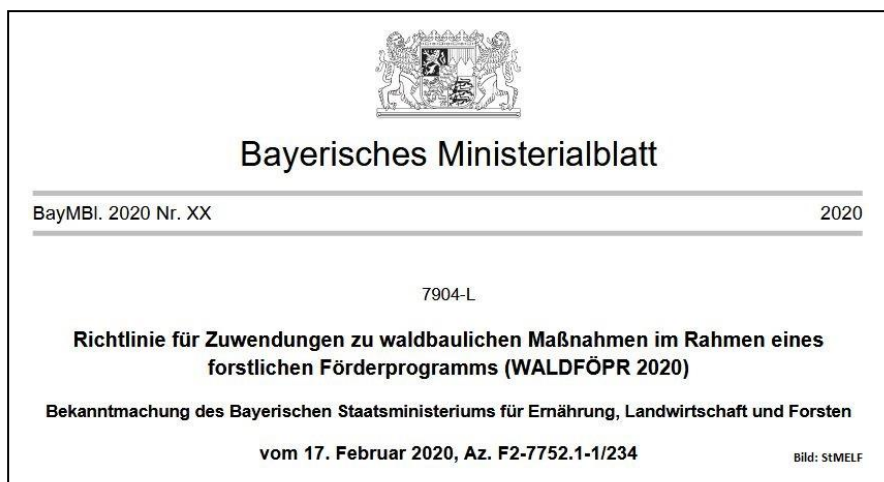 Bayerisches Ministerialblatt
BayMBl. 2020 Nr. XX
2020
7904-L
Richtlinie für Zuwendungen zu waldbaulichen Maßnahmen im Rahmen eines
forstlichen Förderprogramms (WALDFÖPR 2020)
Bekanntmachung des Bayerischen Staatsministeriums für Ernährung, Landwirtschaft und Forsten
vom 17. Februar 2020, Az. F2-7752.1-1/234
Bild: StMELF